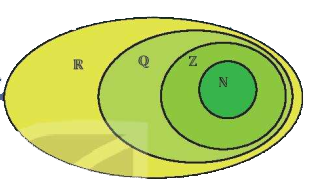 ℝ ℚ ℤ ℕ